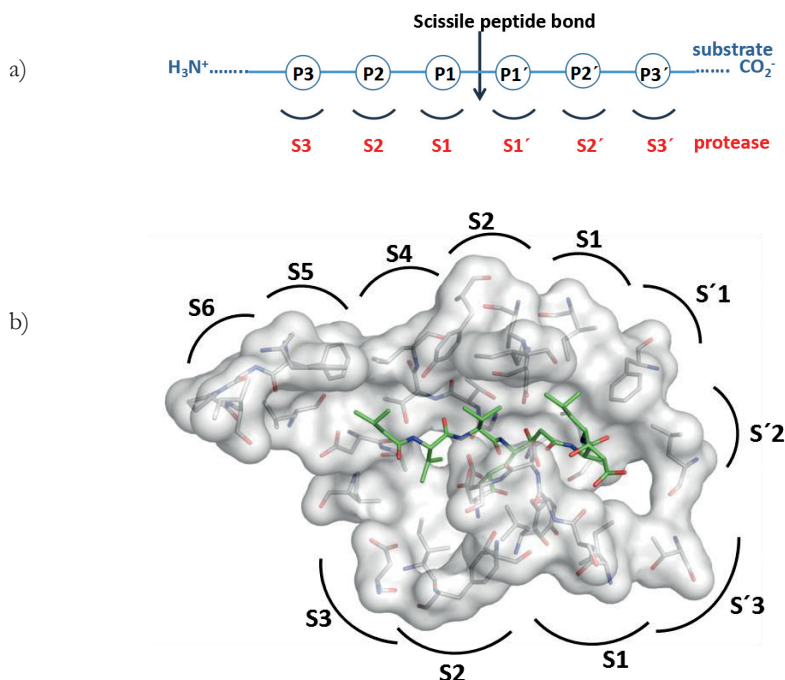 Scissile peptide bond
a)
H₃N⁺ P3 P2 P1 P1´ P2´ P3´ substrate CO₂⁻
S3 S2 S1 S1´ S2´ S3´ protease
b)
S2
S4 S1
S5 S´1
S6
S´2
S´3
S3
S2 S1